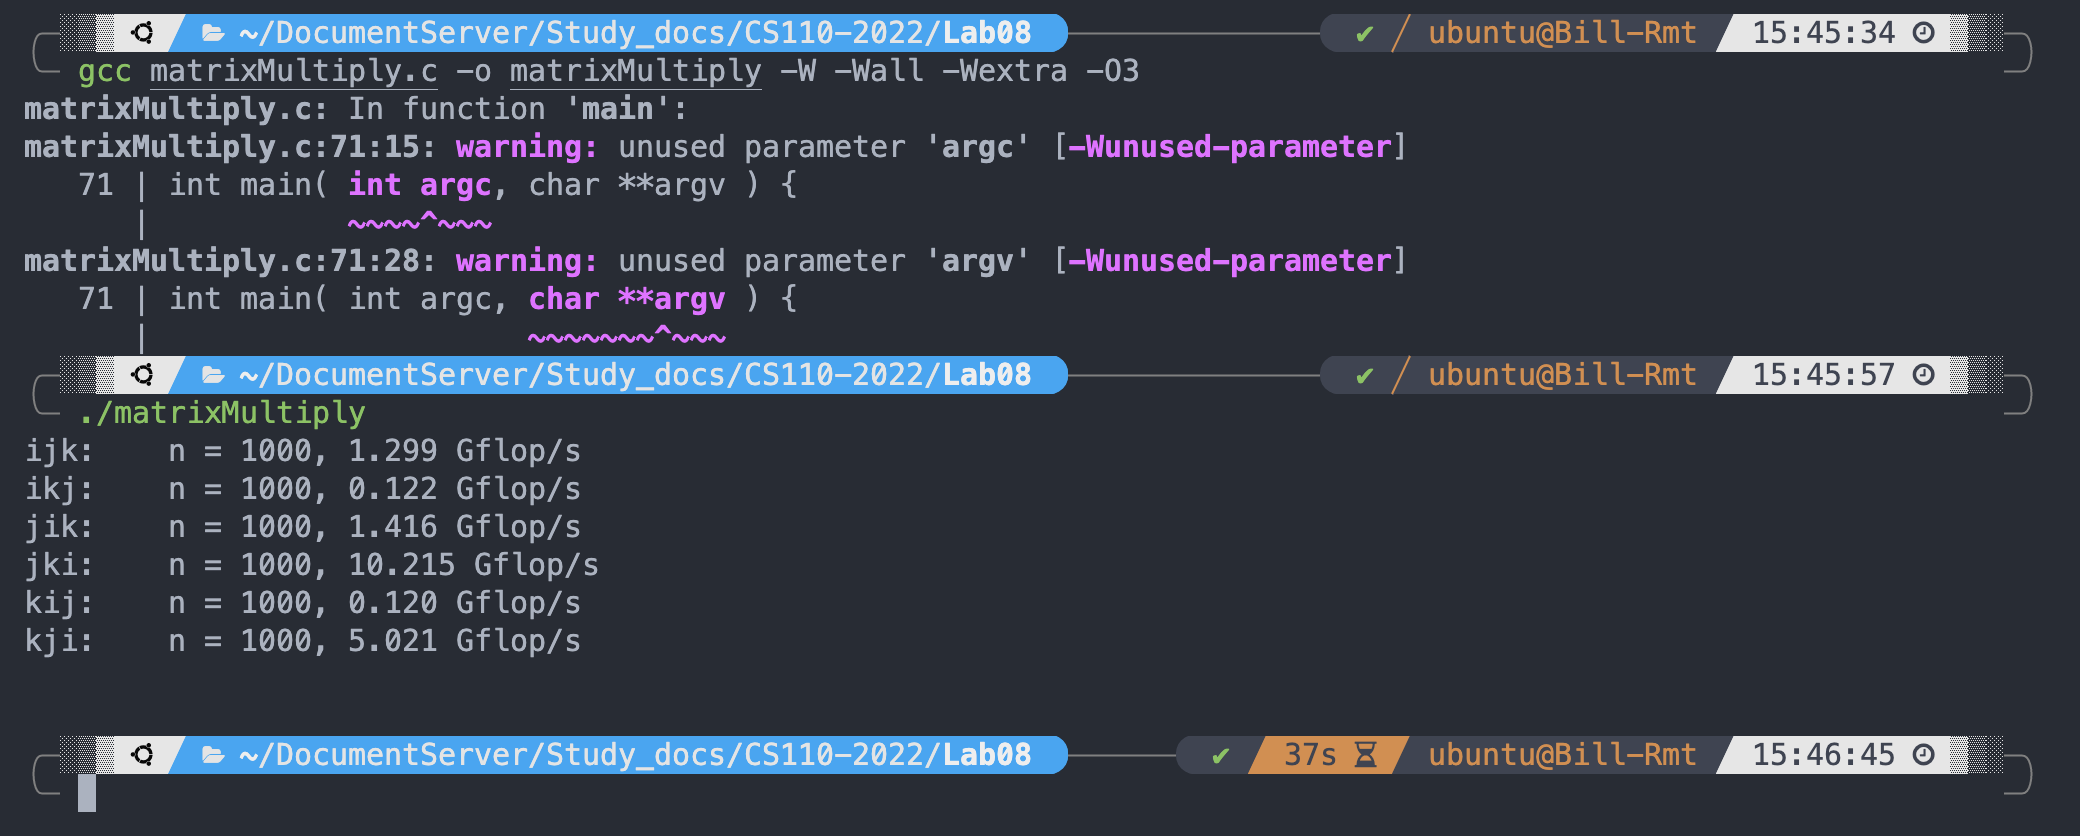 ~/DocumentServer/Study_docs/CS110-2022/Lab08 ✔ ubuntu@Bill-Rmt 15:45:34
gcc matrixMultiply.c -o matrixMultiply -W -Wall -Wextra -O3
matrixMultiply.c: In function 'main':
matrixMultiply.c:71:15: warning: unused parameter 'argc' [-Wunused-parameter]
   71 | int main( int argc, char **argv ) {
      |           ~~~~^~~~
matrixMultiply.c:71:28: warning: unused parameter 'argv' [-Wunused-parameter]
   71 | int main( int argc, char **argv ) {
      |                     ~~~~~~~^~~~
~/DocumentServer/Study_docs/CS110-2022/Lab08 ✔ ubuntu@Bill-Rmt 15:45:57
./matrixMultiply
ijk:    n = 1000, 1.299 Gflop/s
ikj:    n = 1000, 0.122 Gflop/s
jik:    n = 1000, 1.416 Gflop/s
jki:    n = 1000, 10.215 Gflop/s
kij:    n = 1000, 0.120 Gflop/s
kji:    n = 1000, 5.021 Gflop/s
~/DocumentServer/Study_docs/CS110-2022/Lab08 ✔ 37s ubuntu@Bill-Rmt 15:46:45